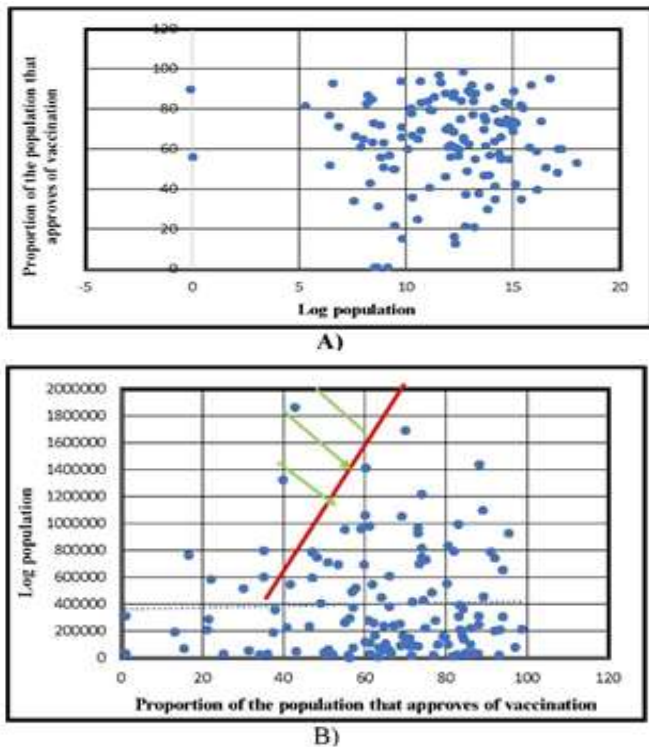 120
100
80
60
40
20
0
-5 0 5 10 15 20
Proportion of the population that
approves of vaccination
Log population
A)
2000000
1800000
1600000
1400000
1200000
1000000
800000
600000
400000
200000
0
0 20 40 60 80 100 120
Log population
Proportion of the population that approves of vaccination
B)